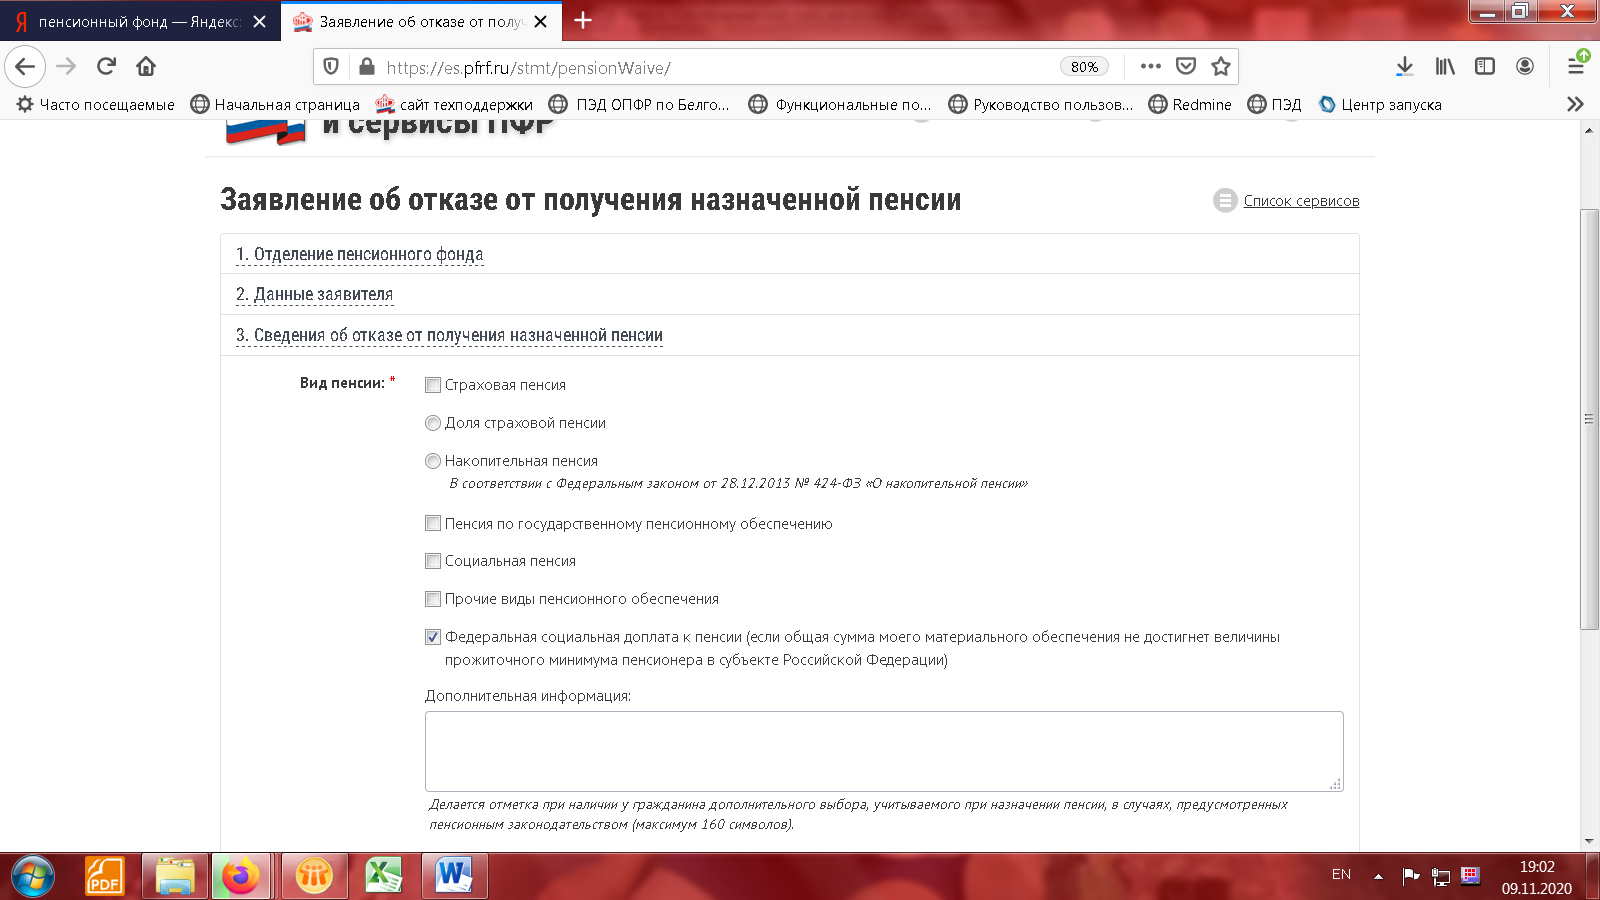 пенсионный фонд — Яндекс:
Заявление об отказе от получ
https://es.pfrf.ru/stmt/pensionWaive/
80%
Часто посещаемые
Начальная страница
сайт техподдержки
ПЭД ОПФР по Белго...
Функциональные по...
Руководство пользов...
Redmine
ПЭД
Центр запуска
и сервисы ПФР
Заявление об отказе от получения назначенной пенсии
Список сервисов
1. Отделение пенсионного фонда
2. Данные заявителя
3. Сведения об отказе от получения назначенной пенсии
Вид пенсии: *
Страховая пенсия
Доля страховой пенсии
Накопительная пенсия
В соответствии с Федеральным законом от 28.12.2013 № 424-ФЗ «О накопительной пенсии»
Пенсия по государственному пенсионному обеспечению
Социальная пенсия
Прочие виды пенсионного обеспечения
Федеральная социальная доплата к пенсии (если общая сумма моего материального обеспечения не достигнет величины
прожиточного минимума пенсионера в субъекте Российской Федерации)
Дополнительная информация:
Делается отметка при наличии у гражданина дополнительного выбора, учитываемого при назначении пенсии, в случаях, предусмотренных
пенсионным законодательством (максимум 160 символов).
PDF
EN
19:02
09.11.2020